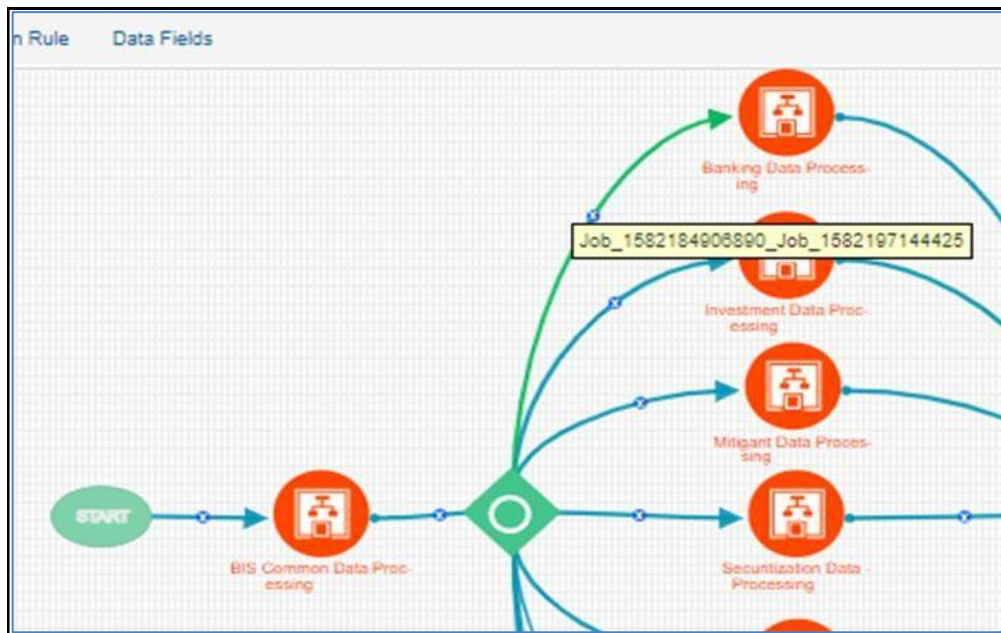 n Rule Data Fields
Banking Data Process-
ing
Job_1582184906890_Job_1582197144425
Investment Data Proc-
essing
Mitigant Data Proces-
sing
START
BIS Common Data Proc-
essing
Securitization Data -
Processing